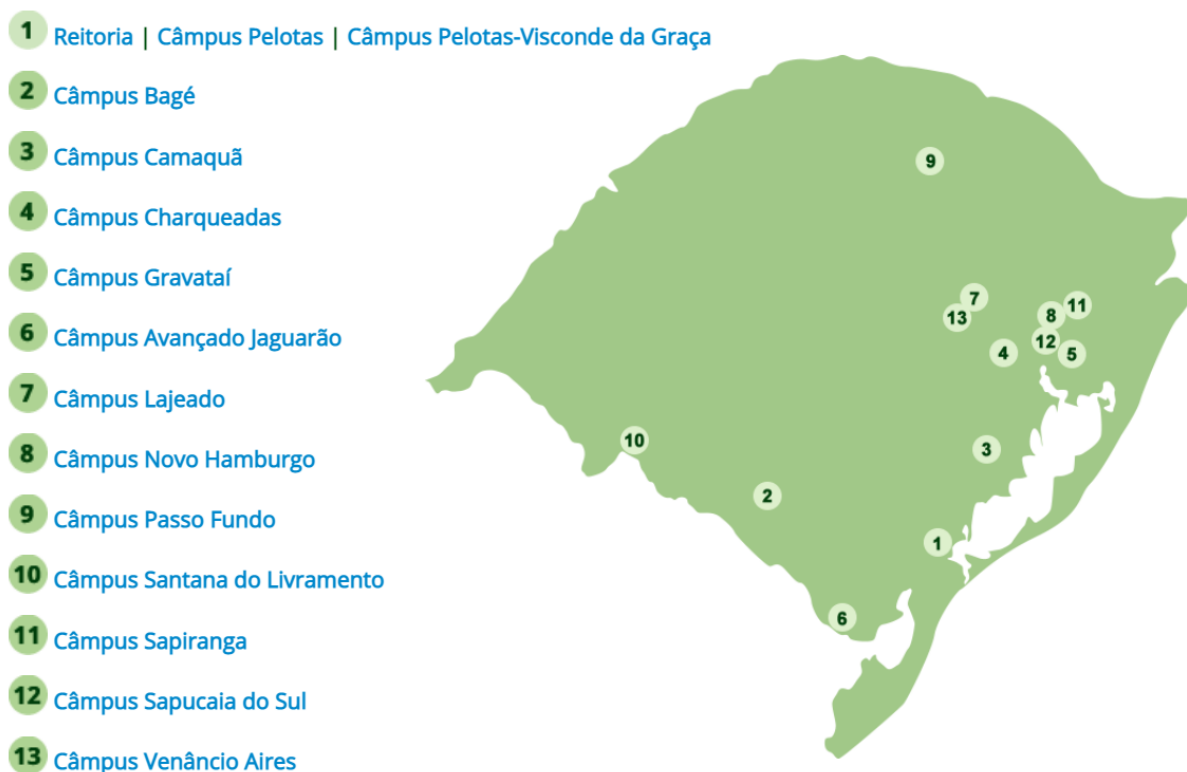 1 Reitoria | Câmpus Pelotas | Câmpus Pelotas-Visconde da Graça
2 Câmpus Bagé
3 Câmpus Camaquã
4 Câmpus Charqueadas
5 Câmpus Gravataí
6 Câmpus Avançado Jaguarão
7 Câmpus Lajeado
8 Câmpus Novo Hamburgo
9 Câmpus Passo Fundo
10 Câmpus Santana do Livramento
11 Câmpus Sapiranga
12 Câmpus Sapucaia do Sul
13 Câmpus Venâncio Aires
9
7
11
13
8
12
4
5
10
3
2
1
6